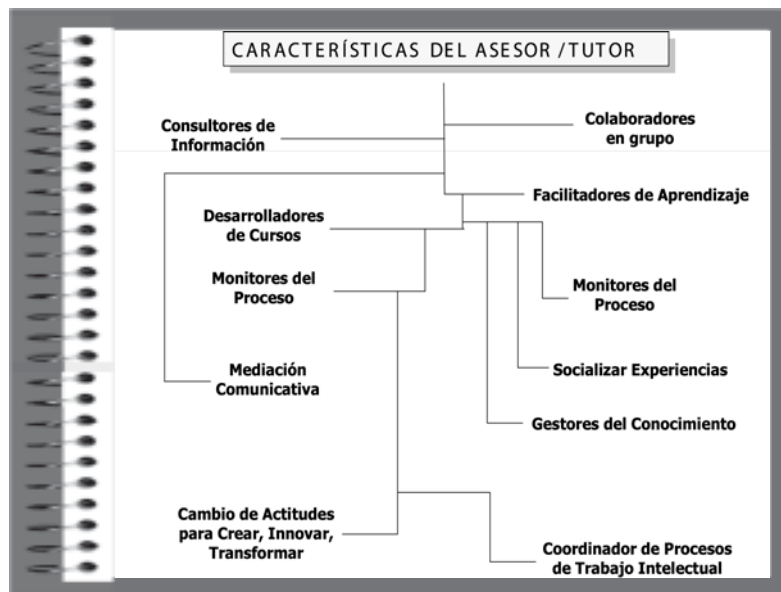 CARACTERÍSTICAS DEL ASESOR /TUTOR
Consultores de
Información
Colaboradores
en grupo
Facilitadores de Aprendizaje
Desarrolladores
de Cursos
Monitores del
Proceso
Monitores del
Proceso
Mediación
Comunicativa
Socializar Experiencias
Gestores del Conocimiento
Cambio de Actitudes
para Crear, Innovar,
Transformar
Coordinador de Procesos
de Trabajo Intelectual